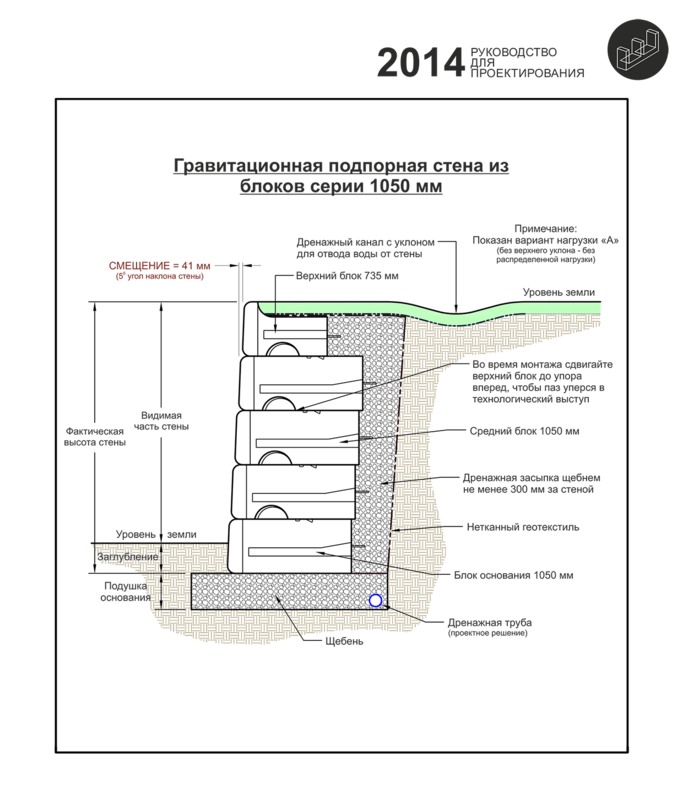 2014 РУКОВОДСТВО
ДЛЯ
ПРОЕКТИРОВАНИЯ
Гравитационная подпорная стена из
блоков серии 1050 мм
Примечание:
Показан вариант нагрузки «А»
(без верхнего уклона - без
распределенной нагрузки)
Дренажный канал с уклоном
для отвода воды от стены
СМЕЩЕНИЕ = 41 мм
(5° угол наклона стены)
Верхний блок 735 мм
Уровень земли
Во время монтажа сдвигайте
верхний блок до упора
вперед, чтобы паз уперся в
технологический выступ
Видимая
часть стены
Фактическая
высота стены
Средний блок 1050 мм
Дренажная засыпка щебнем
не менее 300 мм за стеной
Нетканный геотекстиль
Уровень земли
Заглубление
Блок основания 1050 мм
Подушка
основания
Дренажная труба
(проектное решение)
Щебень